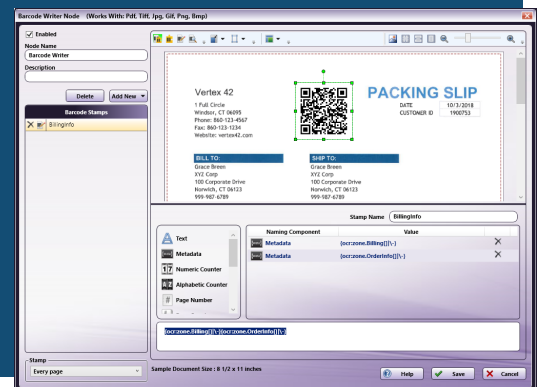 Barcode Writer Node (Works With: Pdf, Tiff, Jpg, Gif, Png, Bmp)
Enabled
Node Name
Barcode Writer
Description
Delete
Add New
Barcode Stamps
BillingInfo
Vertex 42
1 Full Circle
Windsor, CT 06095
Phone: 860-123-4567
Fax: 860-123-1234
Website: vertex42.com
PACKING SLIP
DATE 10/3/2018
CUSTOMER ID 1900753
BILL TO:
Grace Breen
XYZ Corp
100 Corporate Drive
Norwich, CT 06123
999-987-6789
SHIP TO:
Grace Breen
XYZ Corp
100 Corporate Drive
Norwich, CT 06123
999-987-6789
Stamp Name BillingInfo
Text
Metadata
Numeric Counter
Alphabetic Counter
Page Number
Naming Component Value
Metadata {ocr:zone.Billing[]\-}
Metadata {ocr:zone.OrderInfo[]\-}
{ocr:zone.Billing[]\-}{ocr:zone.OrderInfo[]\-}
Stamp
Every page
Sample Document Size : 8 1/2 x 11 inches
Help
Save
Cancel